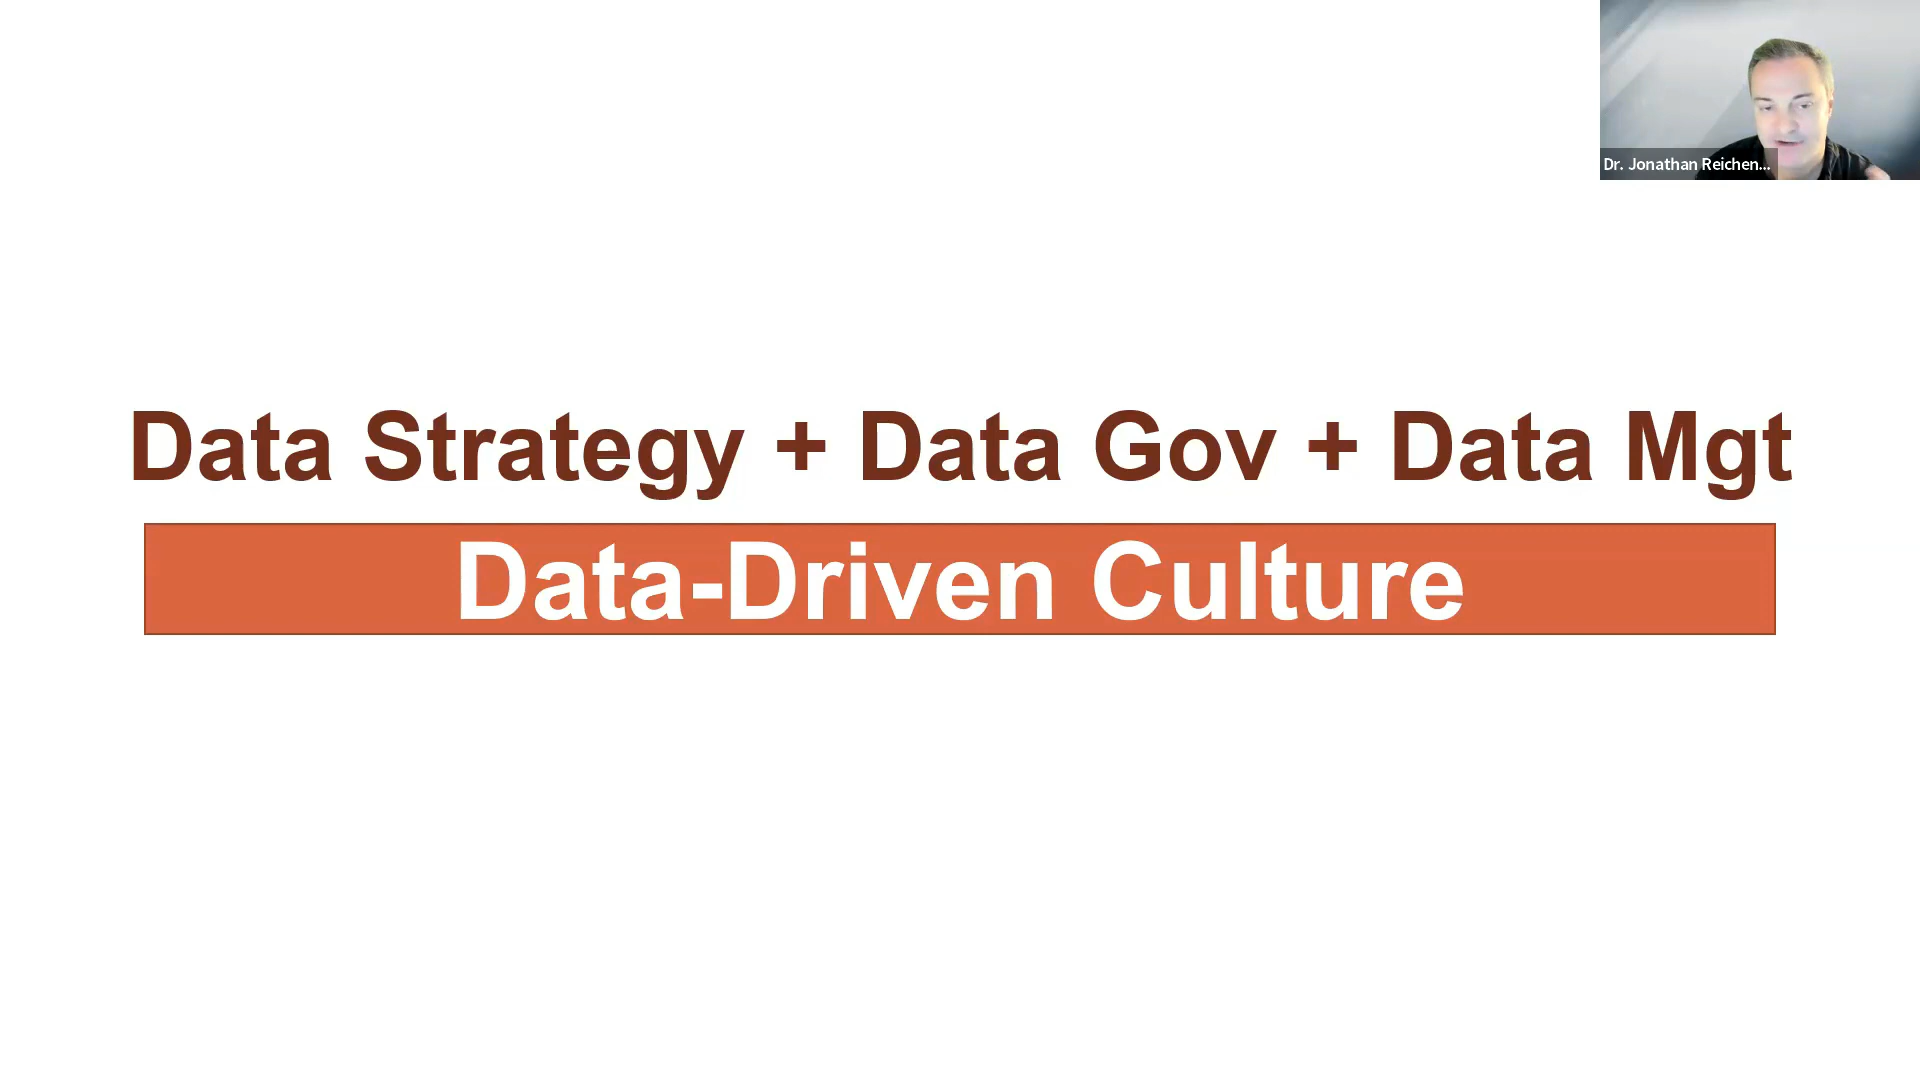 Dr. Jonathan Reichen...
Data Strategy + Data Gov + Data Mgt
Data-Driven Culture